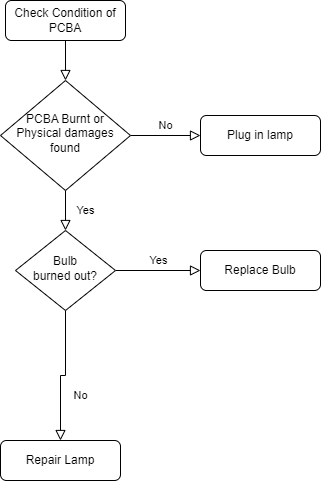 Check Condition of
PCBA
PCBA Burnt or
Physical damages
found
No
Plug in lamp
Yes
Bulb
burned out?
Yes
Replace Bulb
No
Repair Lamp